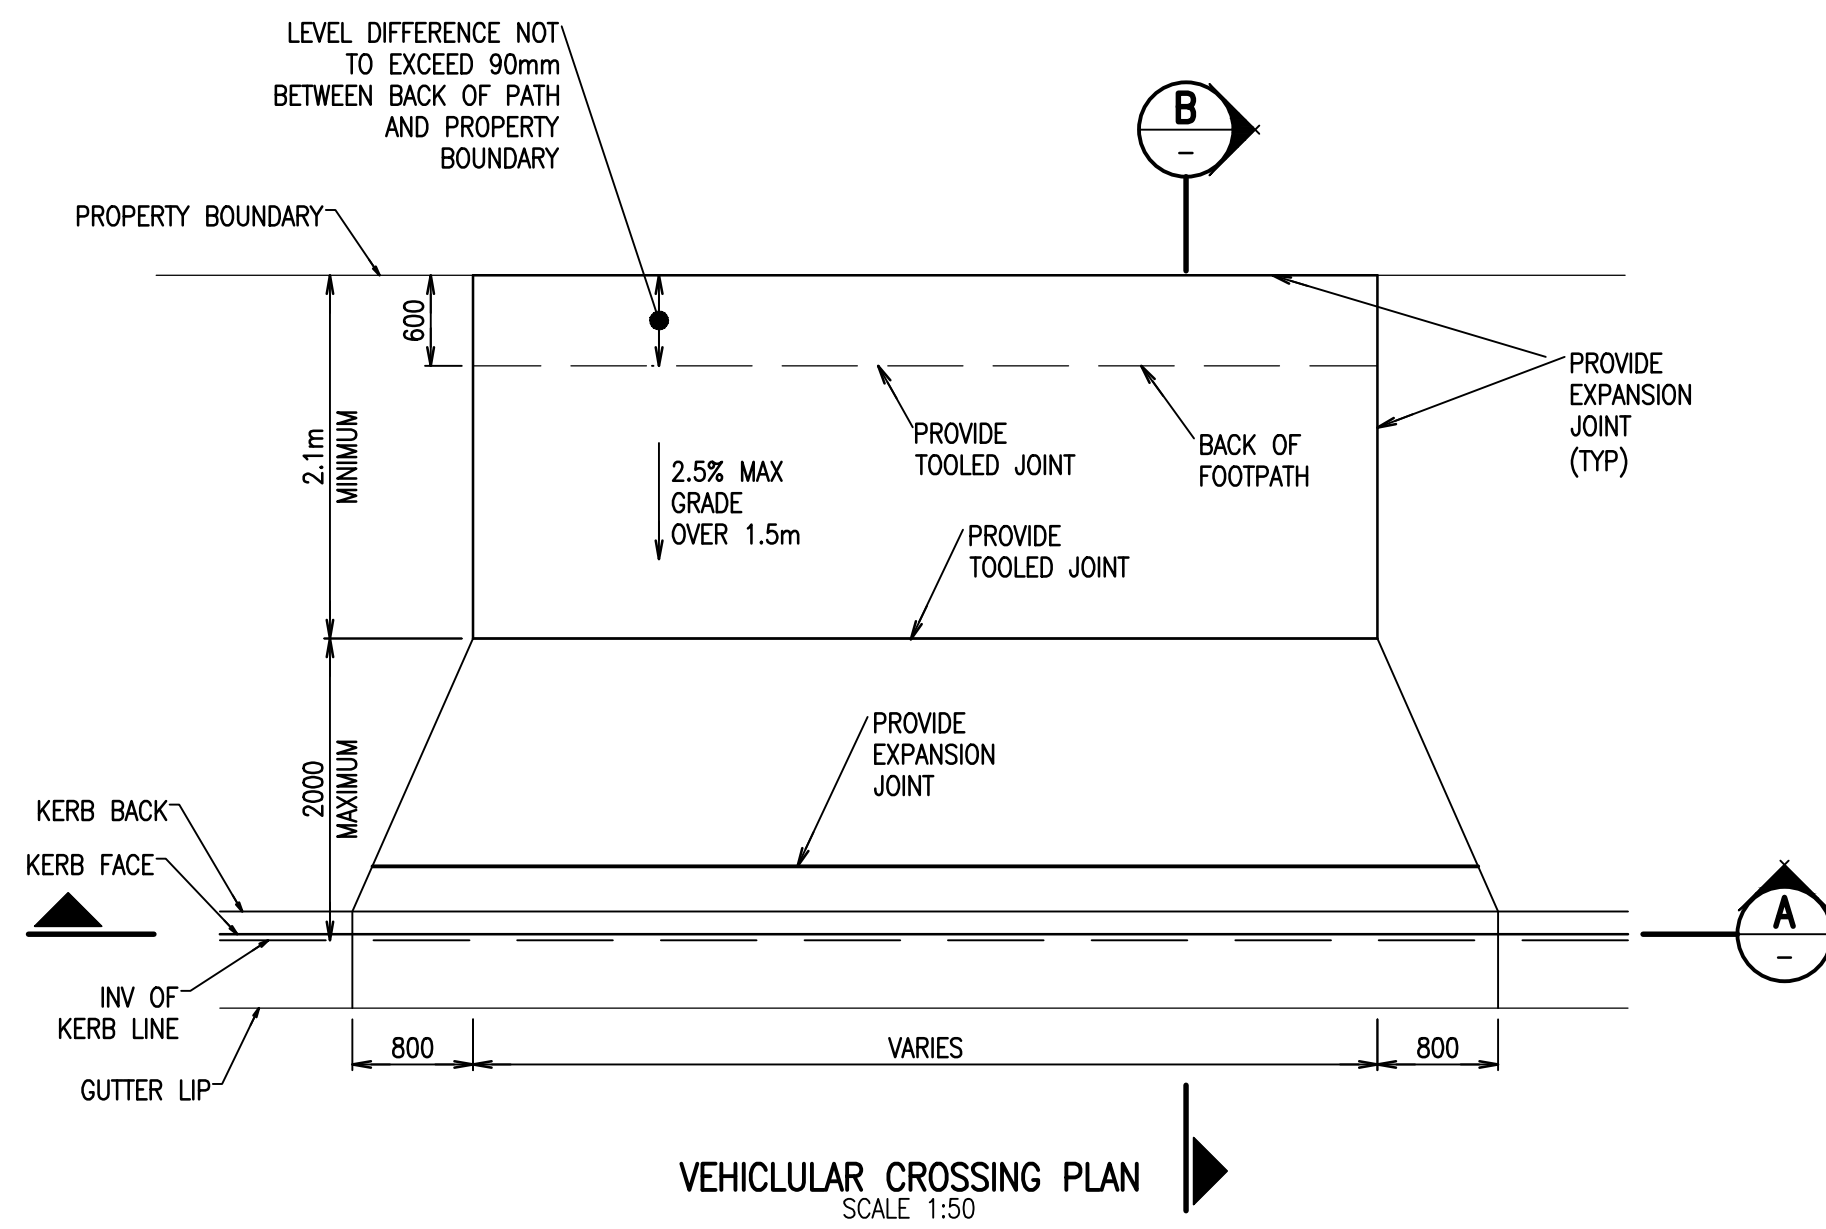 LEVEL DIFFERENCE NOT
TO EXCEED 90mm
BETWEEN BACK OF PATH
AND PROPERTY
BOUNDARY
B
-
PROPERTY BOUNDARY
600
PROVIDE
EXPANSION
JOINT
(TYP)
2.1m
MINIMUM
PROVIDE
TOOLED JOINT
BACK OF
FOOTPATH
2.5% MAX
GRADE
OVER 1.5m
PROVIDE
TOOLED JOINT
2000
MAXIMUM
PROVIDE
EXPANSION
JOINT
KERB BACK
KERB FACE
A
-
INV OF
KERB LINE
GUTTER LIP
800
VARIES
800
VEHICLULAR CROSSING PLAN
SCALE 1:50